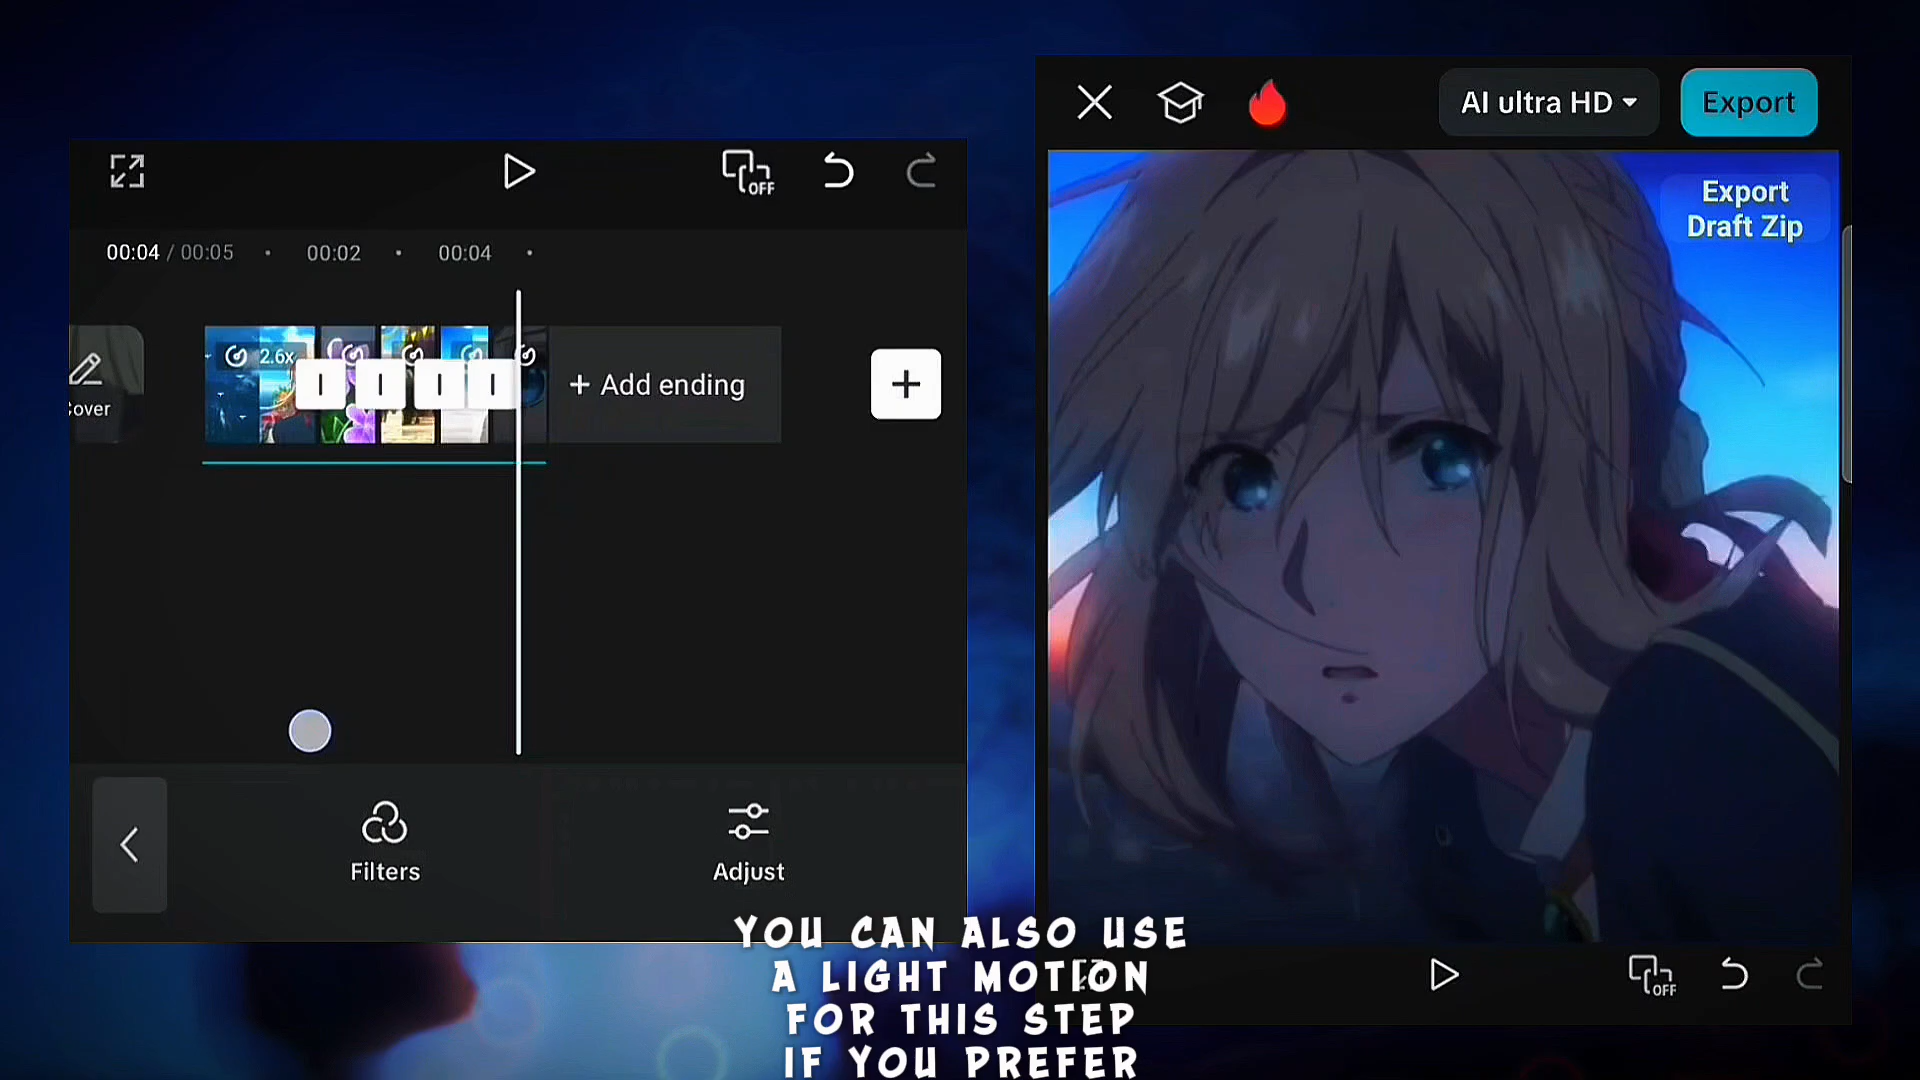 AI ultra HD
Export
Export
Draft Zip
OFF
00:04 / 00:05
00:02
00:04
2.6x
+ Add ending
over
Filters
Adjust
OFF
YOU CAN ALSO USE
A LIGHT MOTION
FOR THIS STEP
IF YOU PREFER